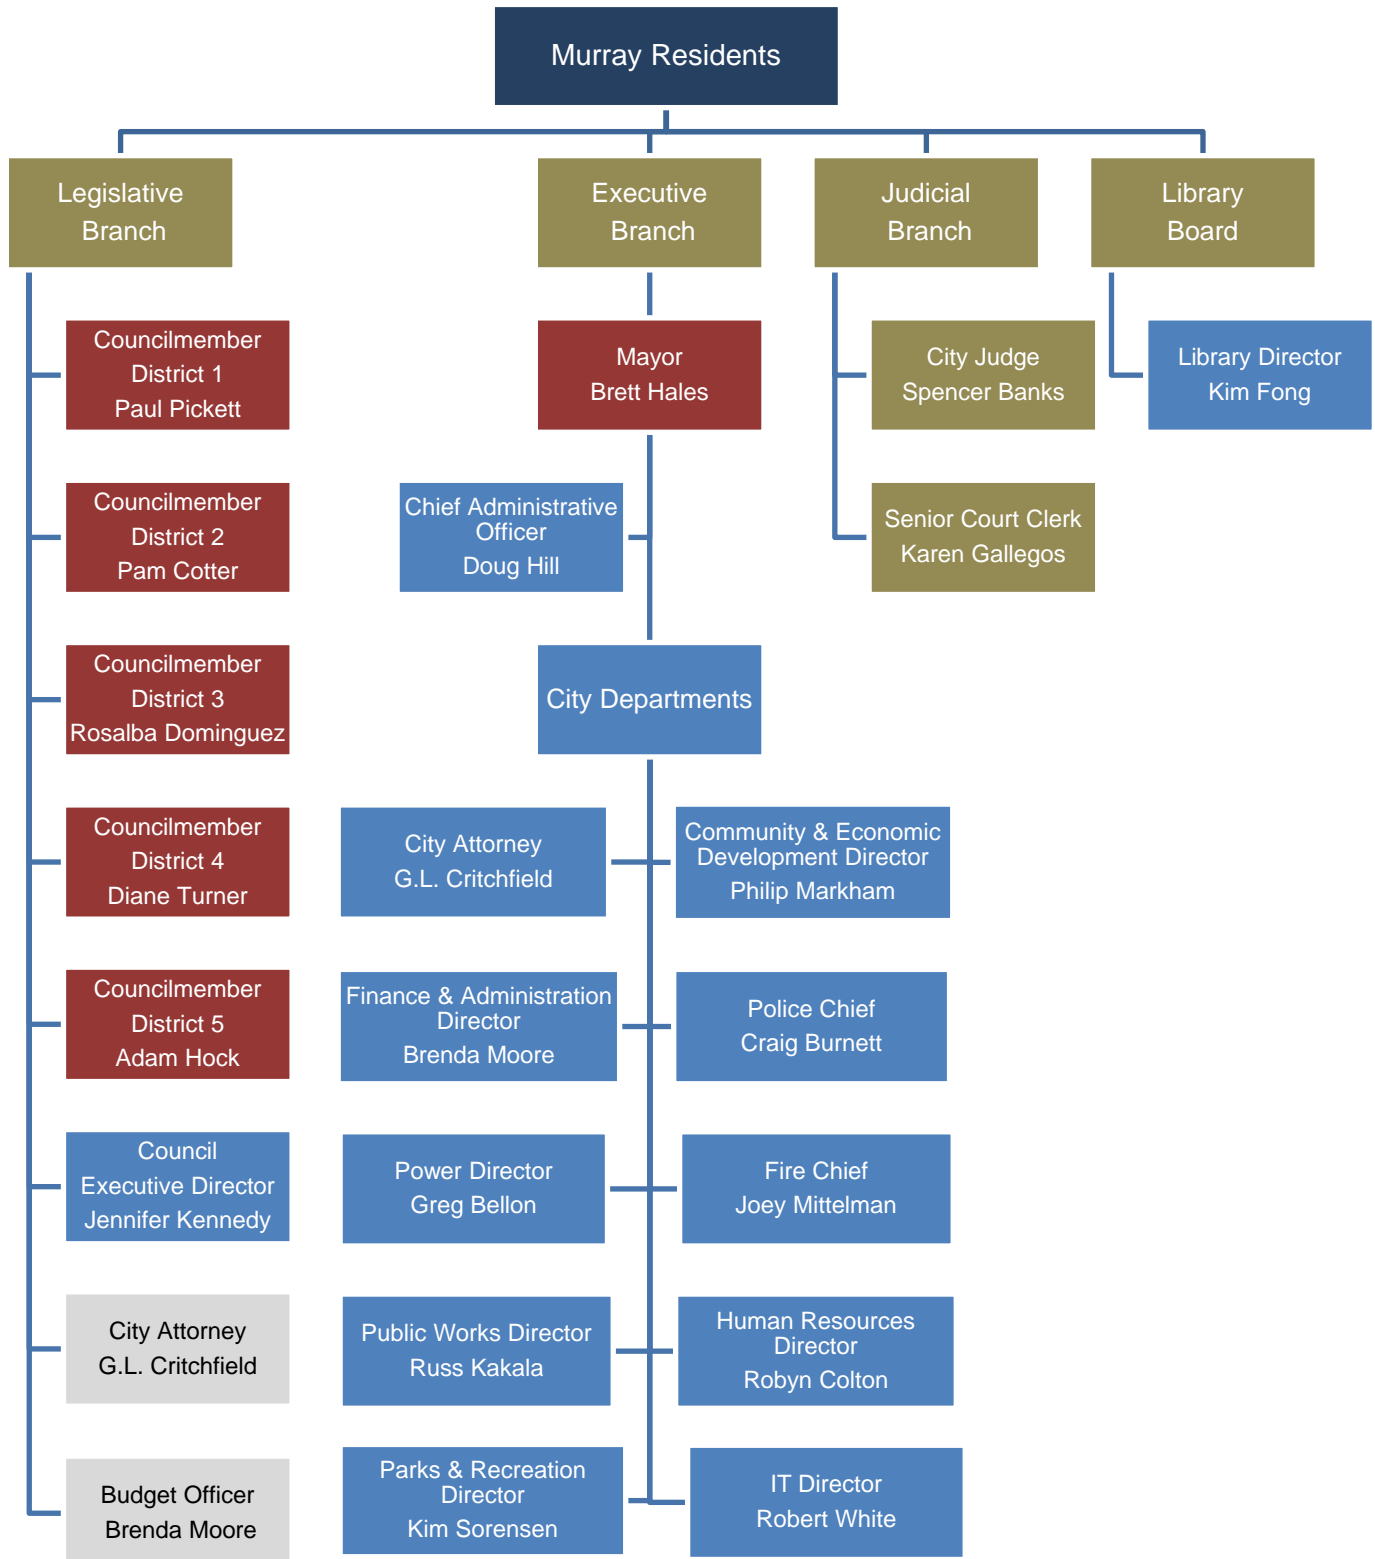 Murray Residents
Legislative
Branch
Executive
Branch
Judicial
Branch
Library
Board
Councilmember
District 1
Paul Pickett
Mayor
Brett Hales
City Judge
Spencer Banks
Library Director
Kim Fong
Councilmember
District 2
Pam Cotter
Chief Administrative
Officer
Doug Hill
Senior Court Clerk
Karen Gallegos
Councilmember
District 3
Rosalba Dominguez
City Departments
Councilmember
District 4
Diane Turner
City Attorney
G.L. Critchfield
Community & Economic
Development Director
Philip Markham
Councilmember
District 5
Adam Hock
Finance & Administration
Director
Brenda Moore
Police Chief
Craig Burnett
Council
Executive Director
Jennifer Kennedy
Power Director
Greg Bellon
Fire Chief
Joey Mittelman
City Attorney
G.L. Critchfield
Public Works Director
Russ Kakala
Human Resources
Director
Robyn Colton
Budget Officer
Brenda Moore
Parks & Recreation
Director
Kim Sorensen
IT Director
Robert White